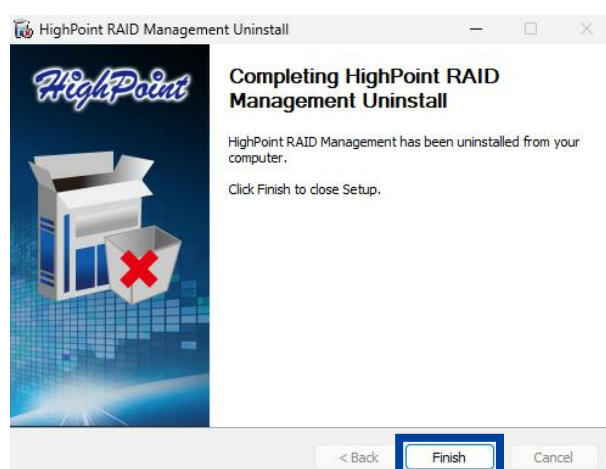 HighPoint RAID Management Uninstall
HighPoint
Completing HighPoint RAID
Management Uninstall
HighPoint RAID Management has been uninstalled from your
computer.
Click Finish to close Setup.
< Back
Finish
Cancel